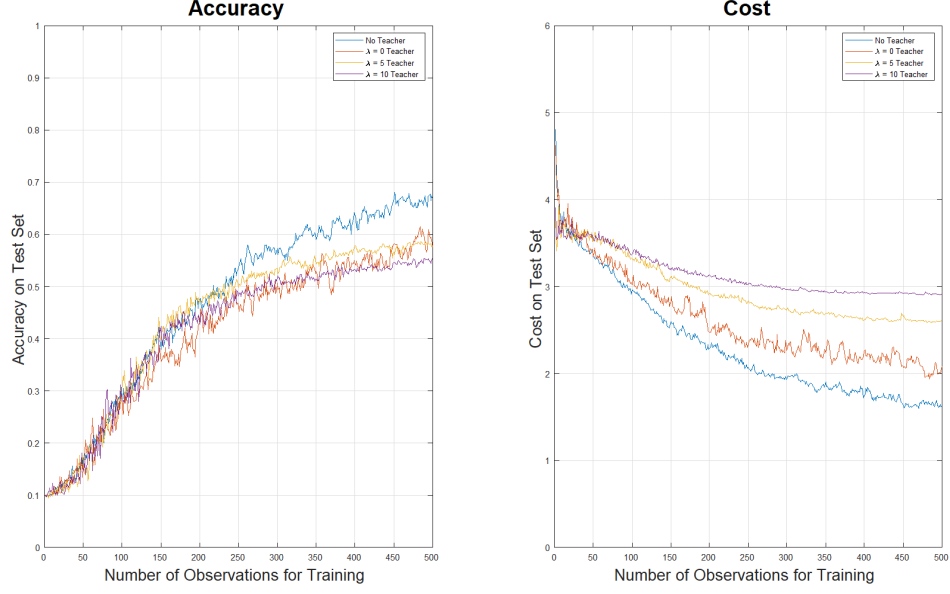 Accuracy
No Teacher
λ = 0 Teacher
λ = 5 Teacher
λ = 10 Teacher
1
0.9
0.8
0.7
0.6
0.5
0.4
0.3
0.2
0.1
0
Accuracy on Test Set
0 50 100 150 200 250 300 350 400 450 500
Number of Observations for Training
Cost
No Teacher
λ = 0 Teacher
λ = 5 Teacher
λ = 10 Teacher
6
5
4
3
2
1
0
Cost on Test Set
0 50 100 150 200 250 300 350 400 450 500
Number of Observations for Training